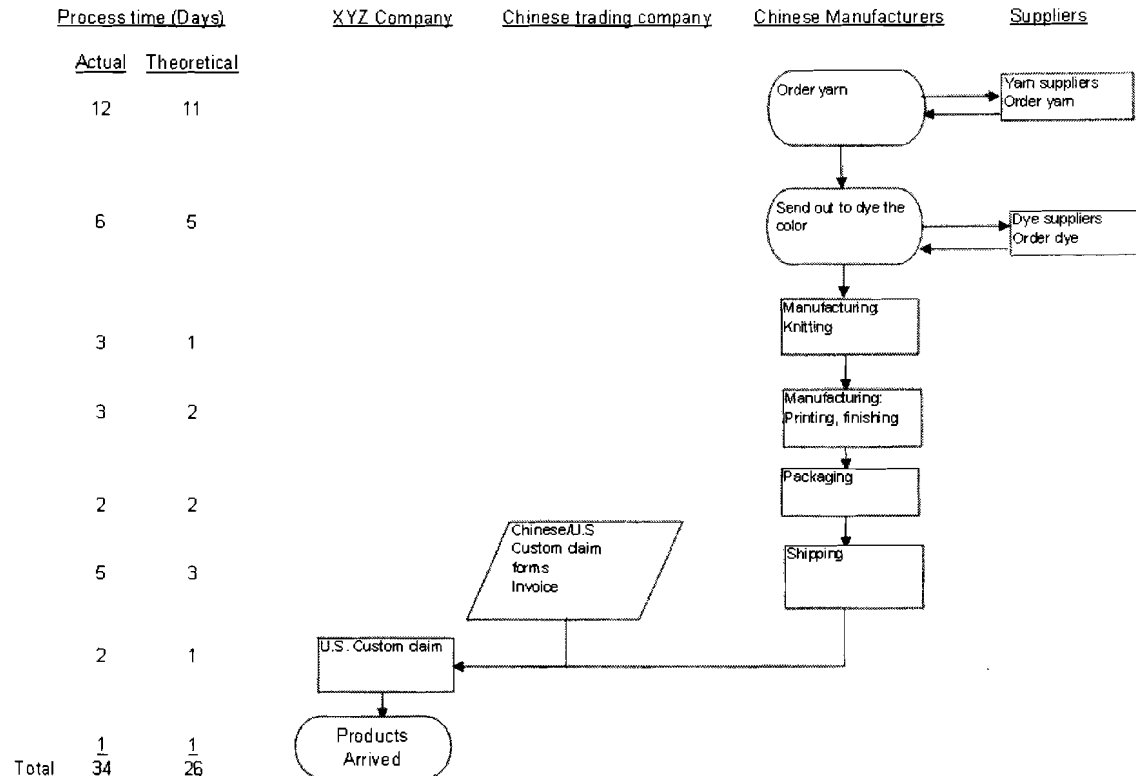 Process time (Days)
XYZ Company
Chinese trading company
Chinese Manufacturers
Suppliers
Actual
Theoretical
12
11
Order yarn
Yarn suppliers
Order yarn
6
5
Send out to dye the
color
Dye suppliers
Order dye
3
1
Manufacturing:
Knitting
3
2
Manufacturing:
Printing, finishing
2
2
Packaging
5
3
Chinese/U.S
Custom claim
forms
Invoice
Shipping
2
1
U.S. Custom claim
1
1
Products
Arrived
Total
34
26